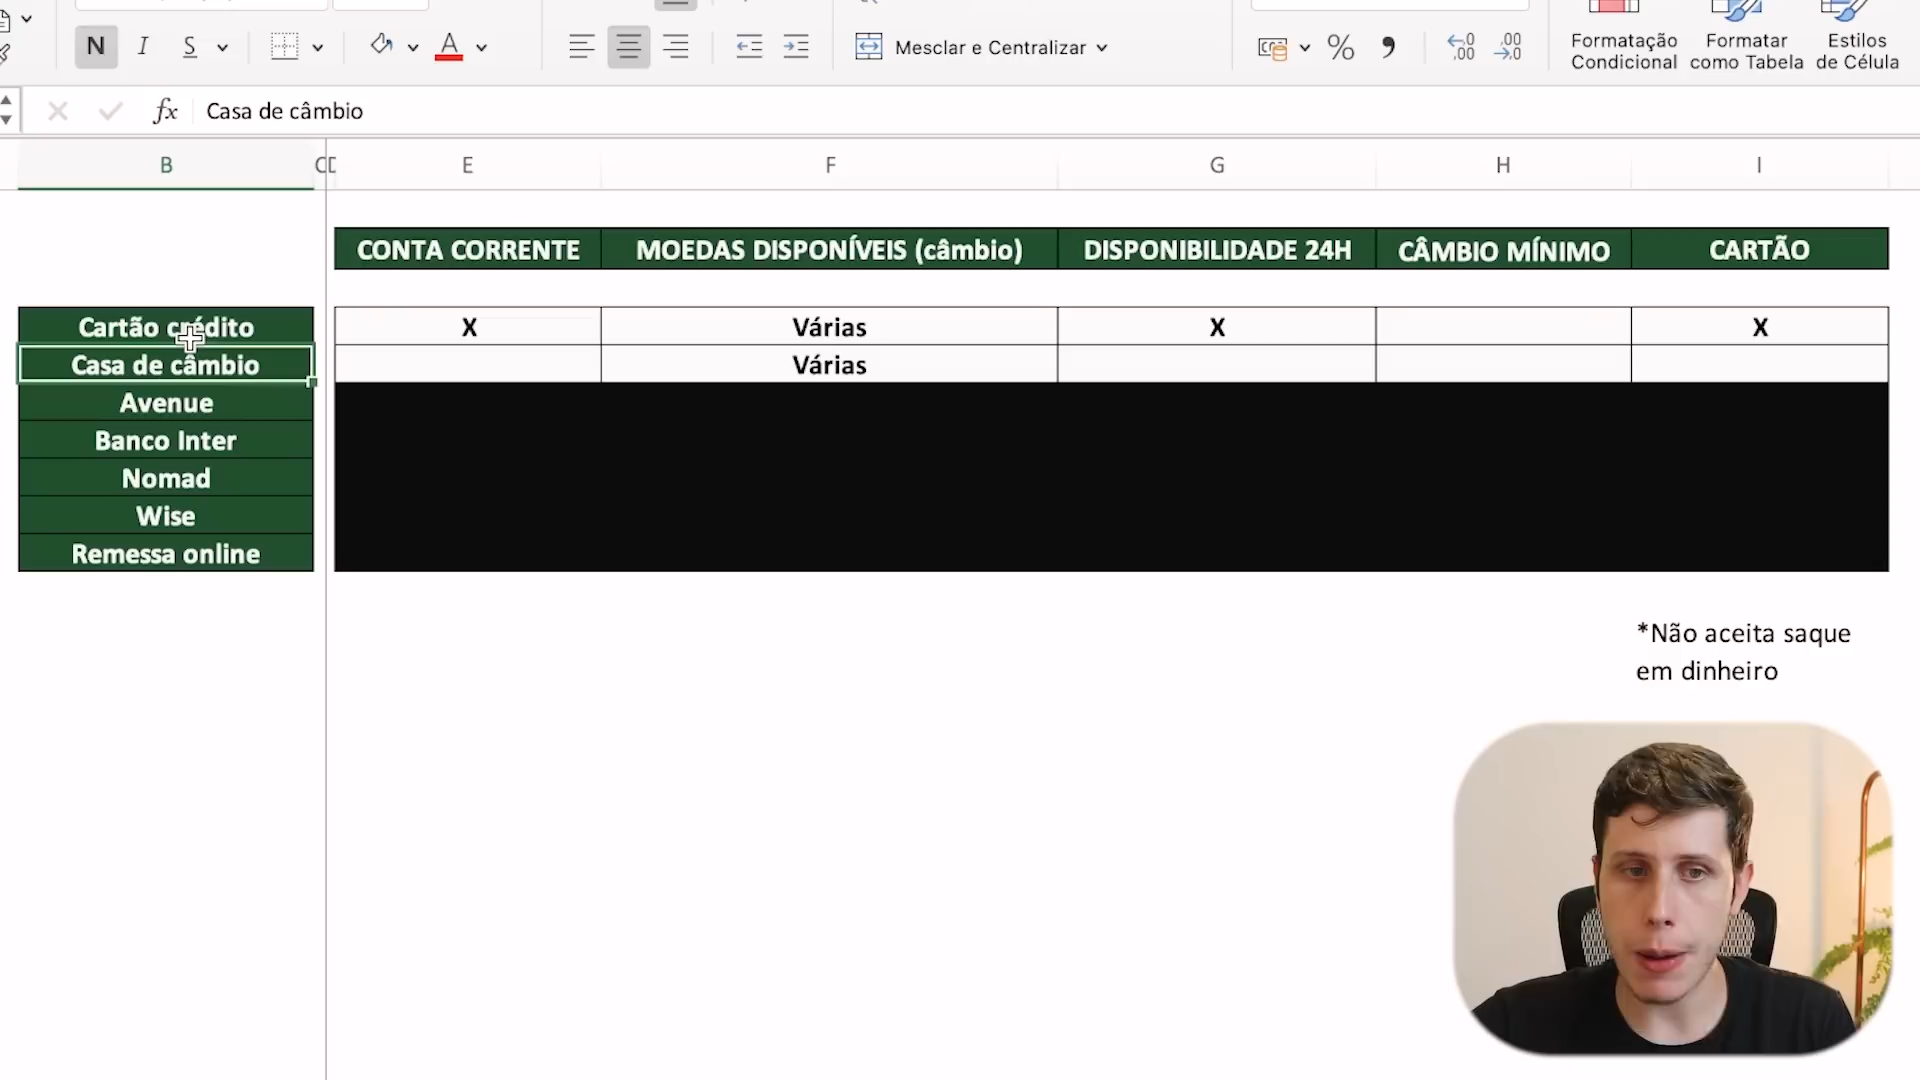 N I S A
Mesclar e Centralizar
% ,00 ,00
Formatação Condicional
Formatar como Tabela
Estilos de Célula
fx Casa de câmbio
B C D E F G H I
CONTA CORRENTE MOEDAS DISPONÍVEIS (câmbio) DISPONIBILIDADE 24H CÂMBIO MÍNIMO CARTÃO
Cartão crédito X Várias X X
Casa de câmbio Várias
Avenue
Banco Inter
Nomad
Wise
Remessa online
*Não aceita saque
em dinheiro